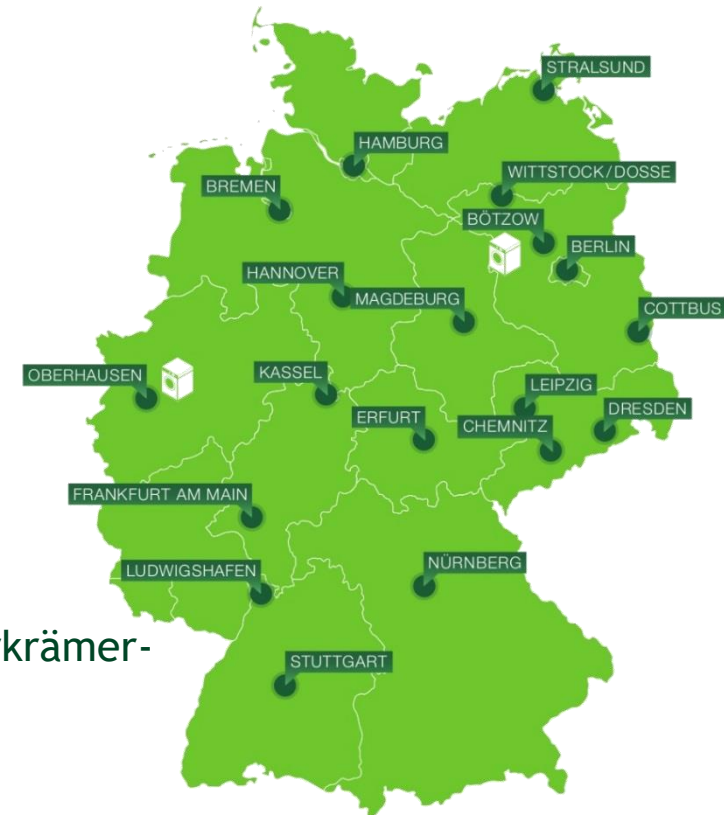 STRALSUND
HAMBURG
WITTSTOCK/DOSSE
BREMEN
BÖTZOW
BERLIN
HANNOVER
MAGDEBURG
COTTBUS
OBERHAUSEN
KASSEL
LEIPZIG
DRESDEN
ERFURT
CHEMNITZ
FRANKFURT AM MAIN
LUDWIGSHAFEN
NÜRNBERG
krämer-
STUTTGART